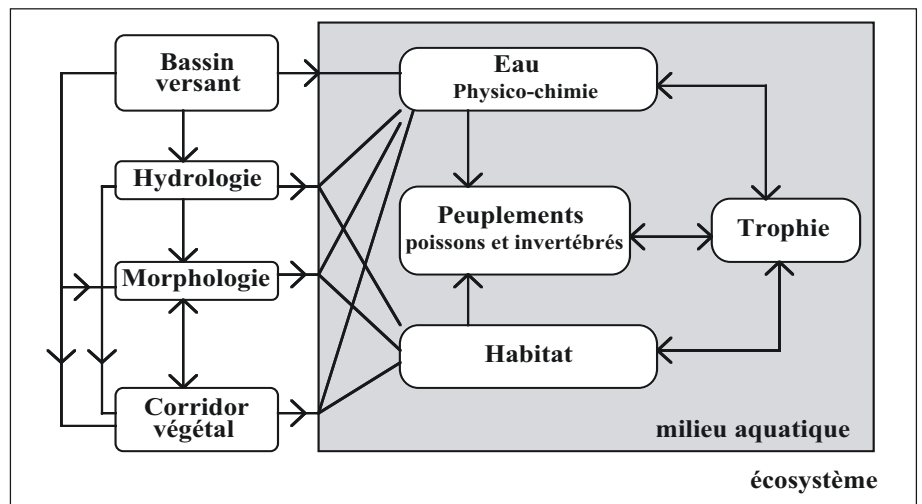 Bassin
versant
Hydrologie
Morphologie
Corridor
végétal
Eau
Physico-chimie
Peuplements
poissons et invertébrés
Trophie
Habitat
milieu aquatique
écosystème